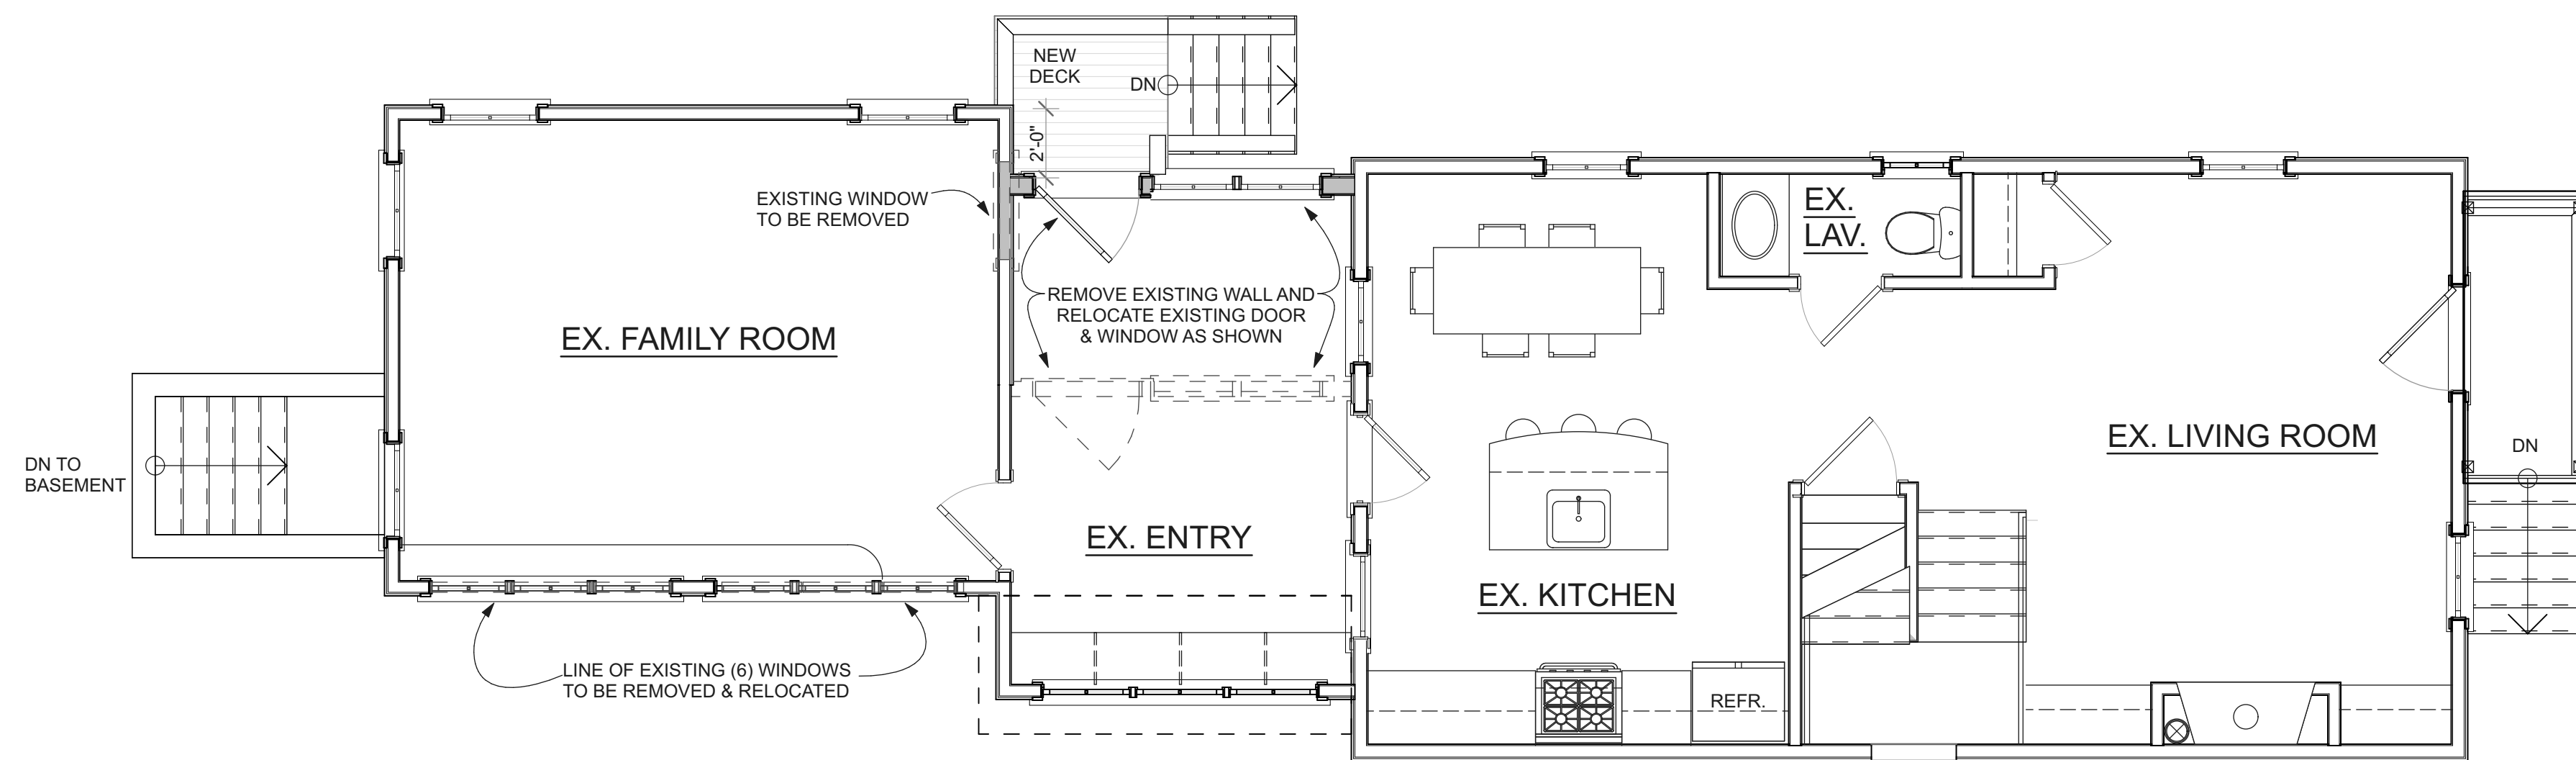 NEW
DECK
DN
2'-0"
EXISTING WINDOW
TO BE REMOVED
EX.
LAV.
REMOVE EXISTING WALL AND
RELOCATE EXISTING DOOR
& WINDOW AS SHOWN
EX. FAMILY ROOM
EX. LIVING ROOM
DN
DN TO
BASEMENT
EX. ENTRY
EX. KITCHEN
LINE OF EXISTING (6) WINDOWS
TO BE REMOVED & RELOCATED
REFR.